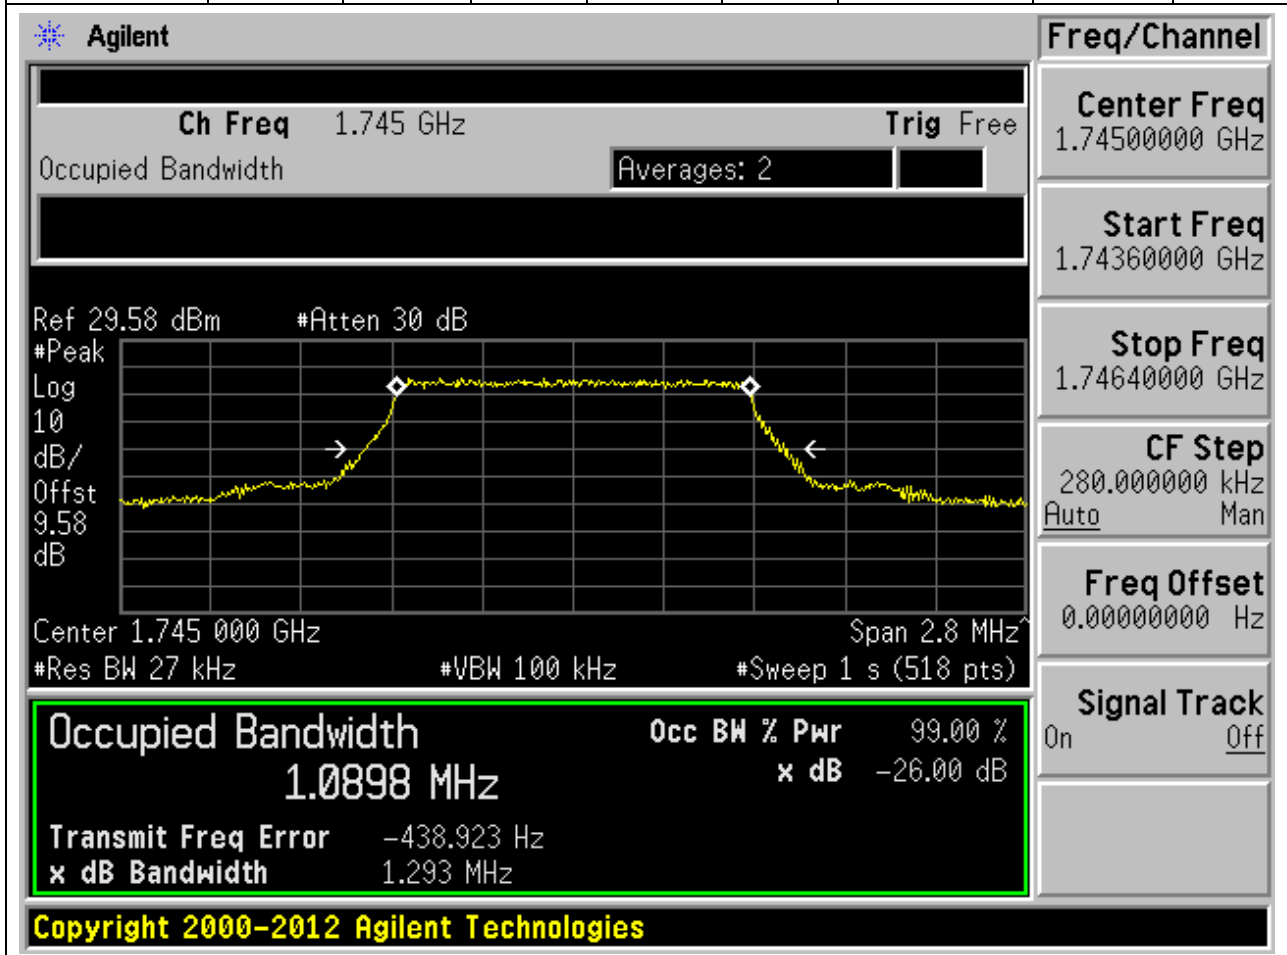 Agilent
Freq/Channel
Ch Freq 1.745 GHz Trig Free
Occupied Bandwidth Averages: 2
Center Freq
1.74500000 GHz
Start Freq
1.74360000 GHz
Stop Freq
1.74640000 GHz
CF Step
280.000000 kHz
Auto Man
Freq Offset
0.00000000 Hz
Signal Track
On Off
Ref 29.58 dBm #Atten 30 dB
#Peak
Log
10
dB/
Offst
9.58
dB
Center 1.745 000 GHz Span 2.8 MHz^
#Res BW 27 kHz #VBW 100 kHz #Sweep 1 s (518 pts)
Occupied Bandwidth Occ BW % Pwr 99.00 %
1.0898 MHz x dB -26.00 dB
Transmit Freq Error -438.923 Hz
x dB Bandwidth 1.293 MHz
Copyright 2000-2012 Agilent Technologies